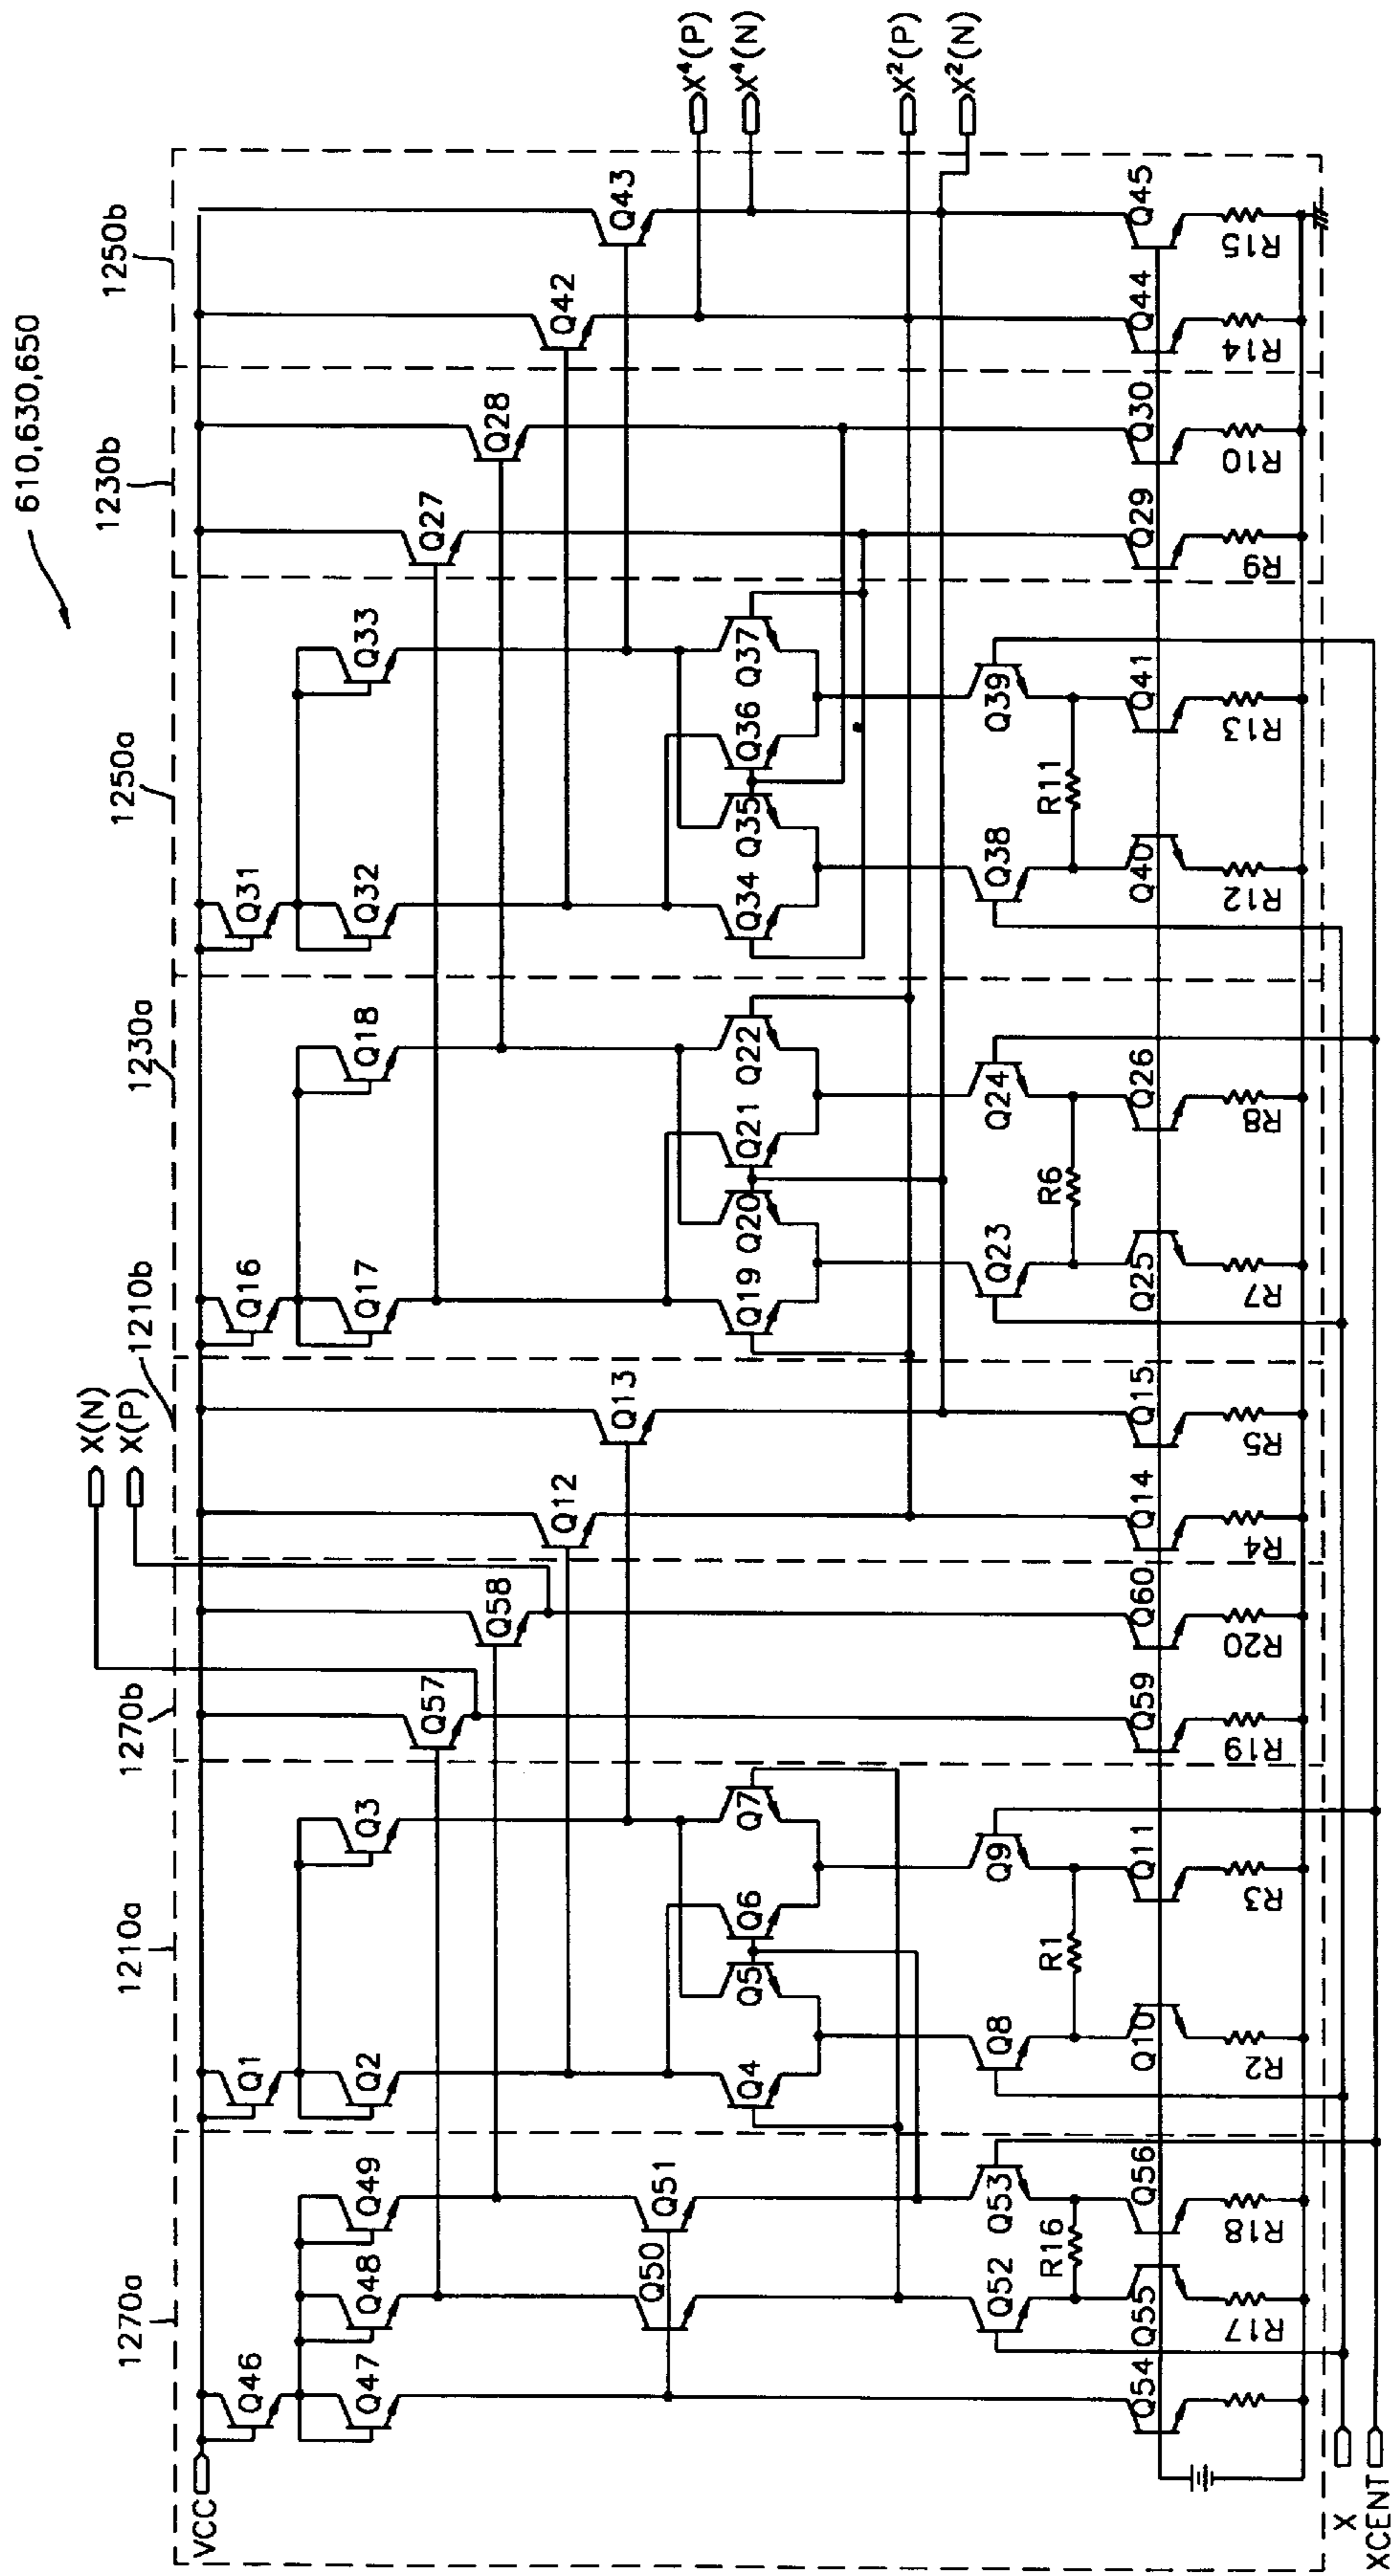 610,630,650
1270a
1210a
1270b
1210b
1230a
1250a
1230b
1250b
X(N)
X(P)
VCC
Q46
Q47
Q48
Q49
Q50
Q51
Q52
Q53
R16
Q54
Q55
Q56
R17
R18
Q1
Q2
Q3
Q4
Q5
Q6
Q7
Q8
Q9
R1
Q10
Q11
R2
R3
Q57
Q58
Q59
Q60
R19
R20
Q12
Q13
Q14
Q15
R4
R5
Q16
Q17
Q18
Q19
Q20
Q21
Q22
Q23
Q24
R6
Q25
Q26
R7
R8
Q31
Q32
Q33
Q34
Q35
Q36
Q37
Q38
Q39
R11
Q40
Q41
R12
R13
Q27
Q28
Q29
Q30
R9
R10
Q42
Q43
Q44
Q45
R14
R15
X⁴(P)
X⁴(N)
X²(P)
X²(N)
X
XCENT